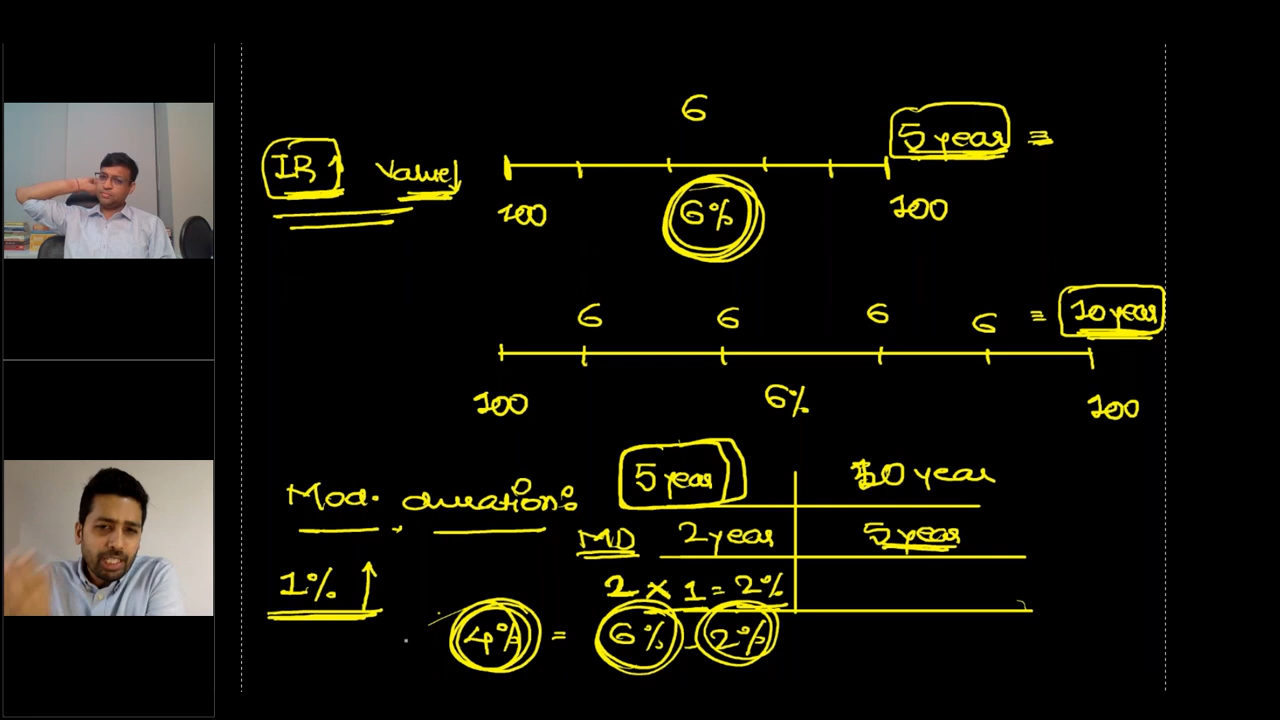 6
IR↑ Value↓ 5 year ≡
100 6% 100
6 6 6 6 ≡ 10 year
100 6% 100
5 year 10 year
Mod. duration:
MD 2 year 5 year
1% ↑ 2 x 1 = 2%
4% = 6% - 2%